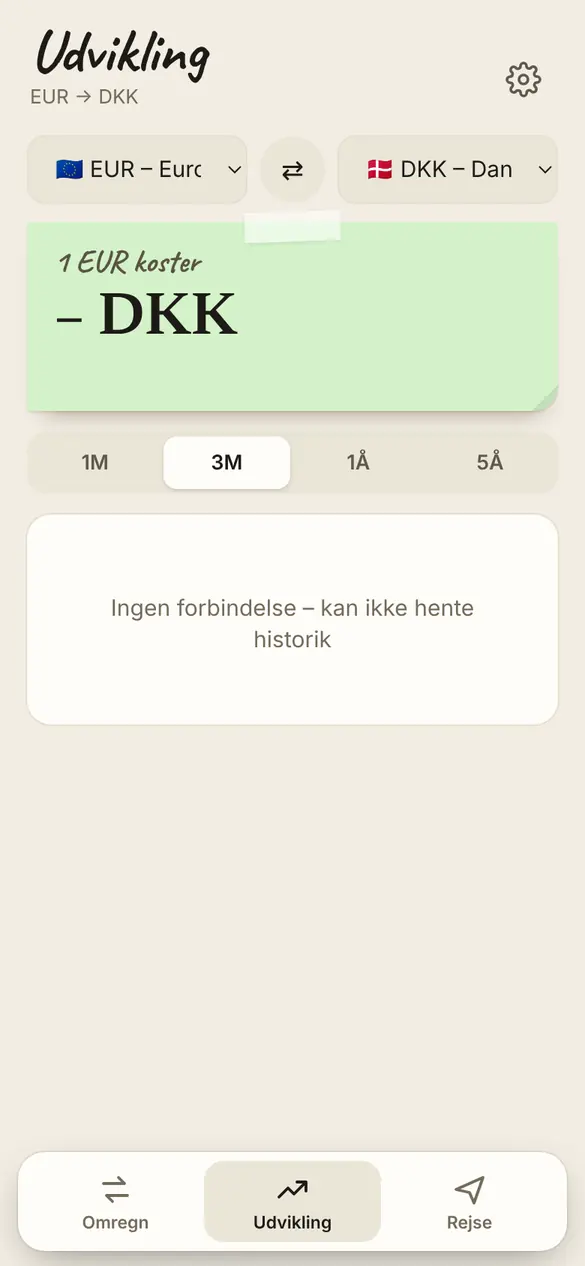 Udvikling
EUR → DKK
EUR – Euro
DKK – Dan
1 EUR koster
– DKK
1M
3M
1Å
5Å
Ingen forbindelse – kan ikke hente
historik
Omregn
Udvikling
Rejse